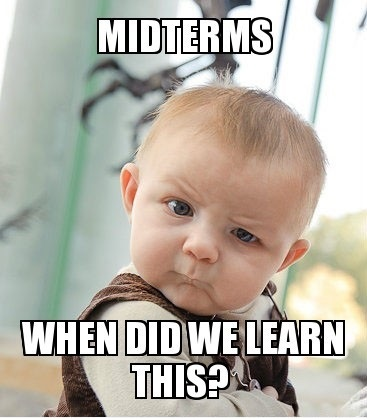 MIDTERMS
WHEN DID WE LEARN
THIS?